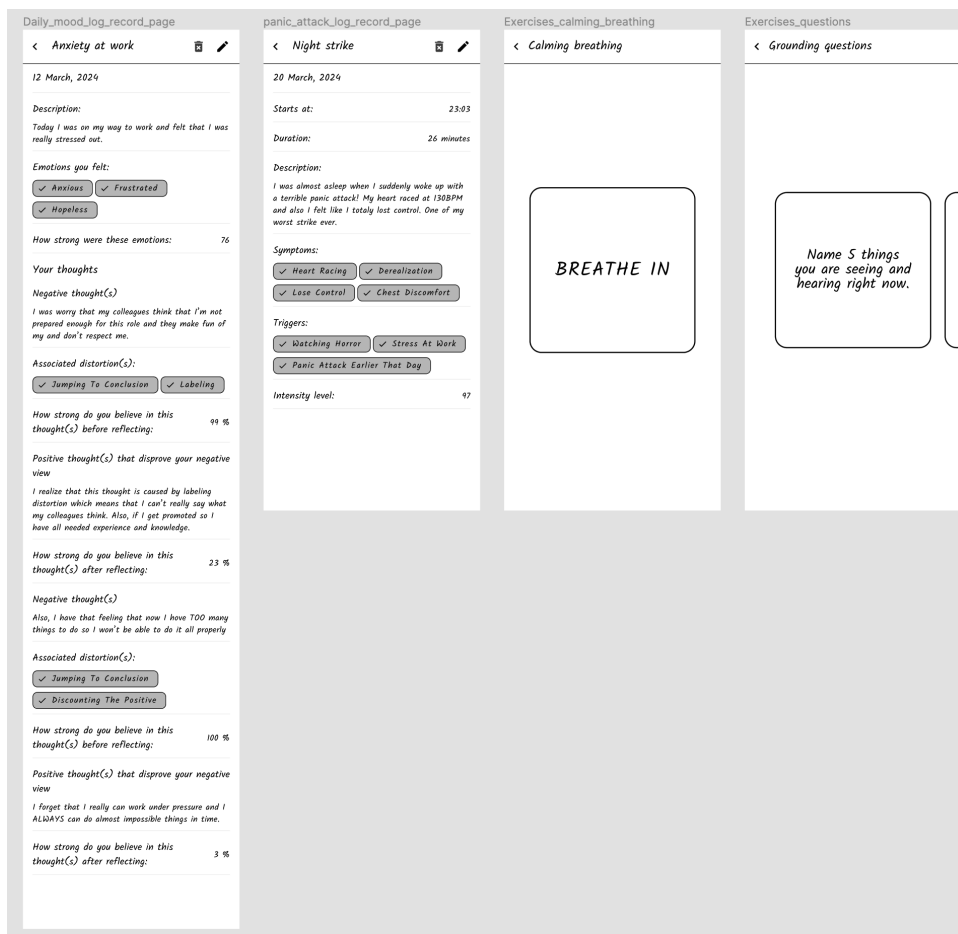 Daily_mood_log_record_page
Anxiety at work
12 March, 2024
Description:
Today I was on my way to work and felt that I was
really stressed out.
Emotions you felt:
Anxious
Frustrated
Hopeless
How strong were these emotions:
76
Your thoughts
Negative thought(s)
I was worry that my colleagues think that I'm not
prepared enough for this role and they make fun of
my and don't respect me.
Associated distortion(s):
Jumping To Conclusion
Labeling
How strong do you believe in this
thought(s) before reflecting:
99 %
Positive thought(s) that disprove your negative
view
I realize that this thought is caused by labeling
distortion which means that I can't really say what
my colleagues think. Also, if I get promoted so I
have all needed experience and knowledge.
How strong do you believe in this
thought(s) after reflecting:
23 %
Negative thought(s)
Also, I have that feeling that now I have TOO many
things to do so I won't be able to do it all properly
Associated distortion(s):
Jumping To Conclusion
Discounting The Positive
How strong do you believe in this
thought(s) before reflecting:
100 %
Positive thought(s) that disprove your negative
view
I forget that I really can work under pressure and I
ALWAYS can do almost impossible things in time.
How strong do you believe in this
thought(s) after reflecting:
3 %
panic_attack_log_record_page
Night strike
20 March, 2024
Starts at:
23:03
Duration:
26 minutes
Description:
I was almost asleep when I suddenly woke up with
a terrible panic attack! My heart raced at 130BPM
and also I felt like I totaly lost control. One of my
worst strike ever.
Symptoms:
Heart Racing
Derealization
Lose Control
Chest Discomfort
Triggers:
Watching Horror
Stress At Work
Panic Attack Earlier That Day
Intensity level:
97
Exercises_calming_breathing
Calming breathing
BREATHE IN
Exercises_questions
Grounding questions
Name 5 things
you are seeing and
hearing right now.